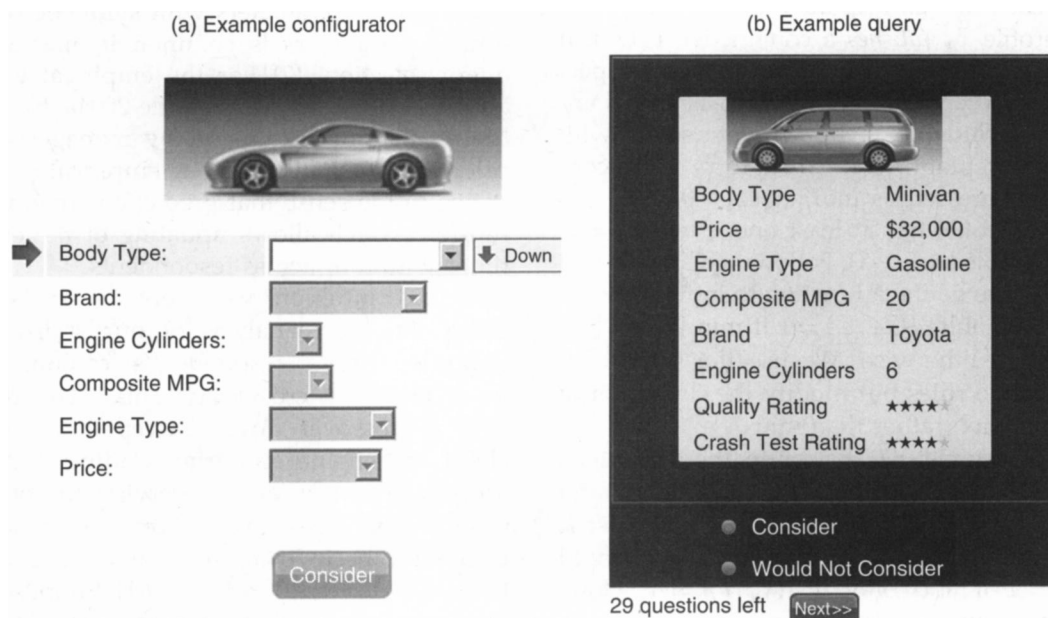 (a) Example configurator
Body Type:
Down
Brand:
Engine Cylinders:
Composite MPG:
Engine Type:
Price:
Consider
(b) Example query
Body Type Minivan
Price $32,000
Engine Type Gasoline
Composite MPG 20
Brand Toyota
Engine Cylinders 6
Quality Rating ★★★★★
Crash Test Rating ★★★★★
Consider
Would Not Consider
29 questions left Next>>